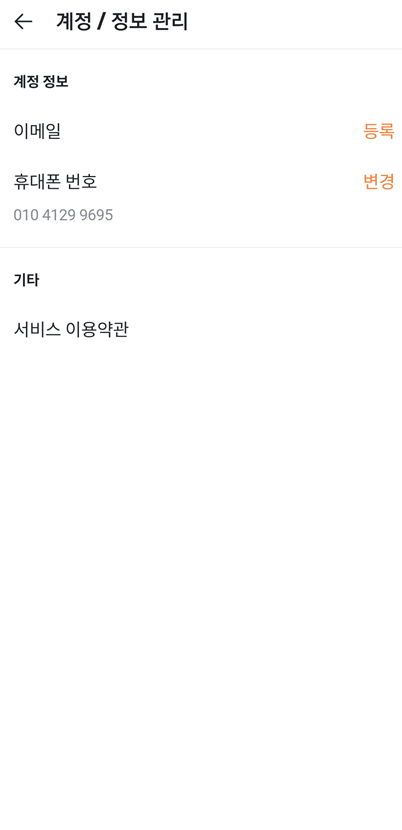 계정 / 정보 관리
계정 정보
이메일 등록
휴대폰 번호 변경
010 4129 9695
기타
서비스 이용약관